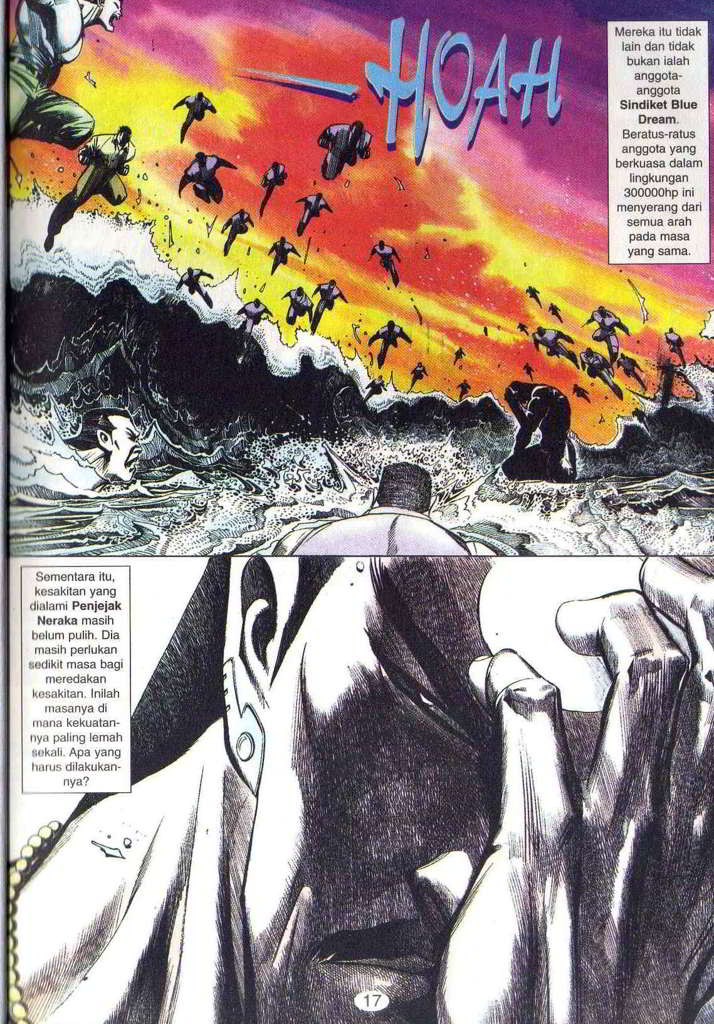 HOAH
Mereka itu tidak
lain dan tidak
bukan ialah
anggota-
anggota
Sindiket Blue
Dream.
Beratus-ratus
anggota yang
berkuasa dalam
lingkungan
300000hp ini
menyerang dari
semua arah
pada masa
yang sama.
Sementara itu,
kesakitan yang
dialami Penjejak
Neraka masih
belum pulih. Dia
masih perlukan
sedikit masa bagi
meredakan
kesakitan. Inilah
masanya di
mana kekuatan-
nya paling lemah
sekali. Apa yang
harus dilakukan-
nya?
17